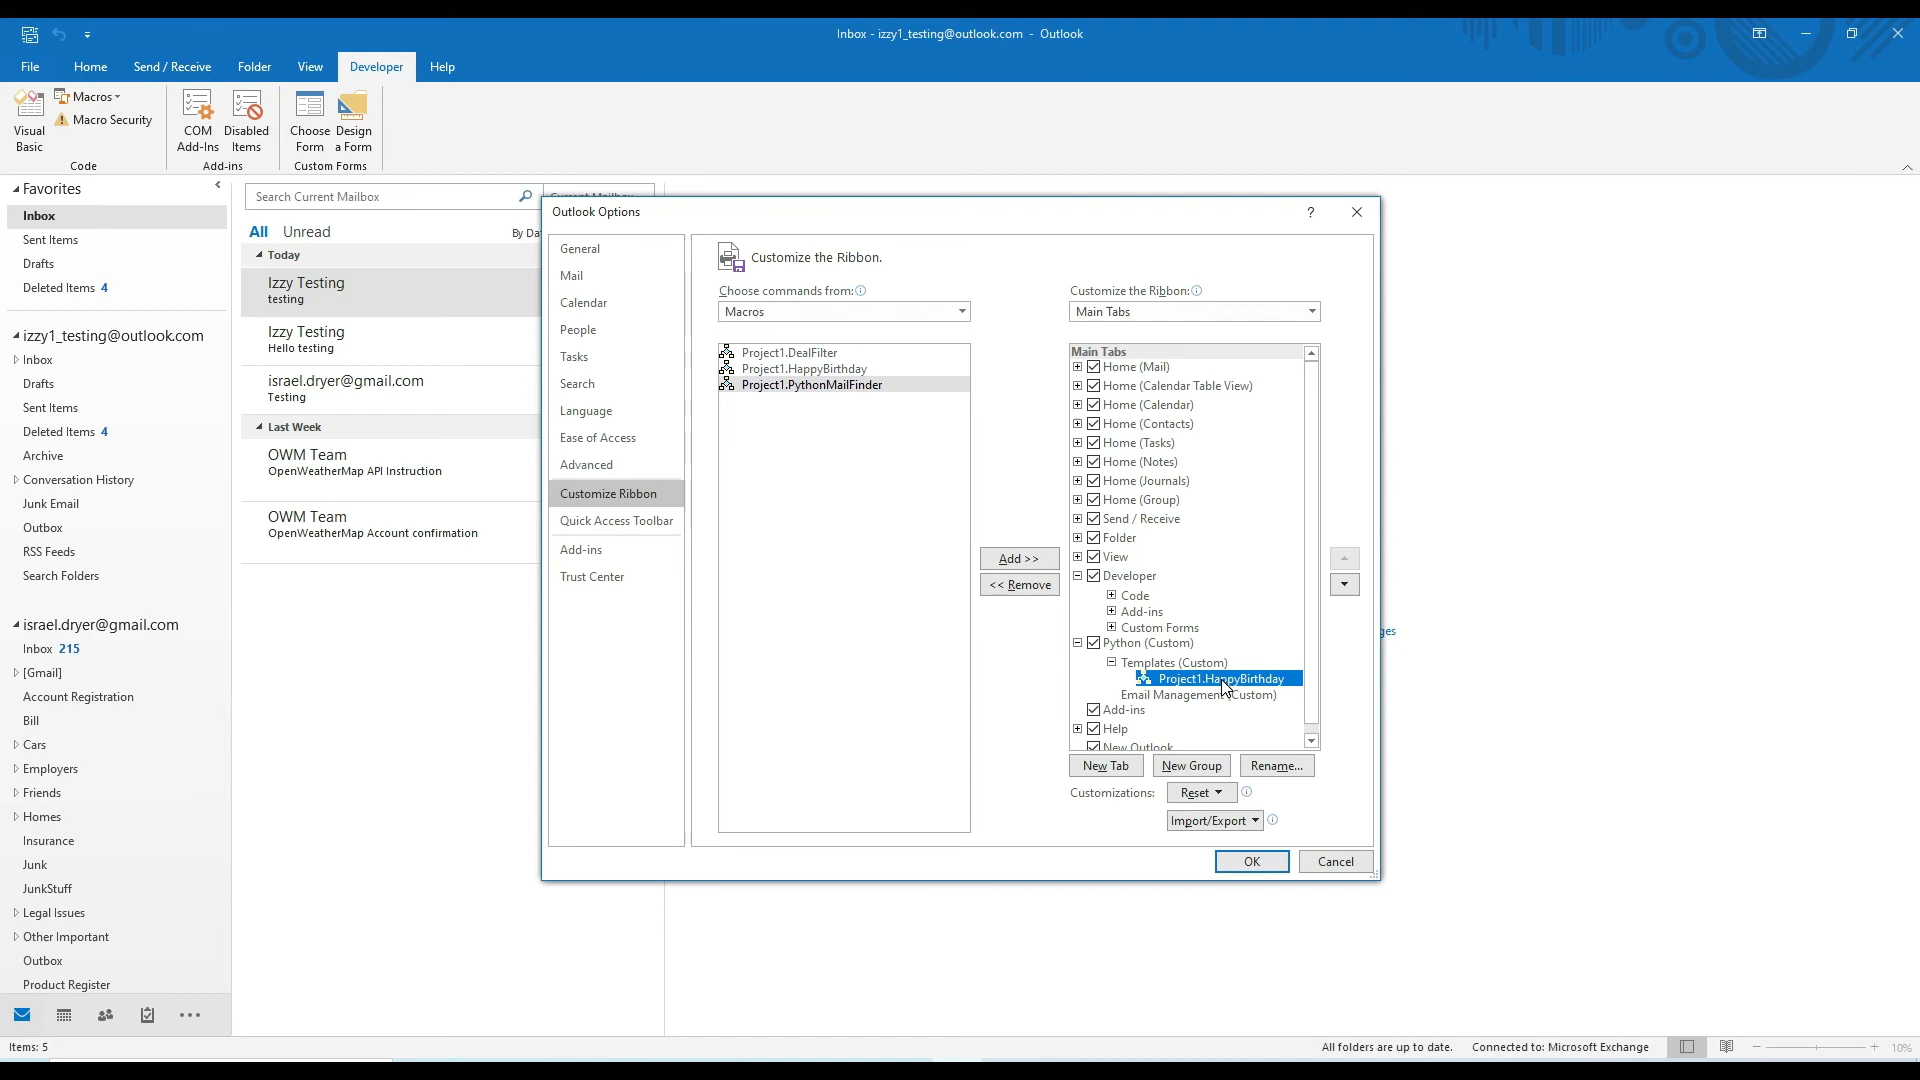 Inbox - izzy1_testing@outlook.com - Outlook
File Home Send / Receive Folder View Developer Help
Visual Basic
Macros
Macro Security
COM Add-Ins
Disabled Items
Choose Form
Design a Form
Code Add-ins Custom Forms
Favorites
Inbox
Sent Items
Drafts
Deleted Items 4
izzy1_testing@outlook.com
Inbox
Drafts
Sent Items
Deleted Items 4
Archive
Conversation History
Junk Email
Outbox
RSS Feeds
Search Folders
israel.dryer@gmail.com
Inbox 215
[Gmail]
Account Registration
Bill
Cars
Employers
Friends
Homes
Insurance
Junk
JunkStuff
Legal Issues
Other Important
Outbox
Product Register
Search Current Mailbox
Current Mailbox
All Unread By Da
Today
Izzy Testing
testing
Izzy Testing
Hello testing
israel.dryer@gmail.com
Testing
Last Week
OWM Team
OpenWeatherMap API Instruction
OWM Team
OpenWeatherMap Account confirmation
Outlook Options
?
General
Mail
Calendar
People
Tasks
Search
Language
Ease of Access
Advanced
Customize Ribbon
Quick Access Toolbar
Add-ins
Trust Center
Customize the Ribbon.
Choose commands from:
Macros
Project1.DealFilter
Project1.HappyBirthday
Project1.PythonMailFinder
Add >>
<< Remove
Customize the Ribbon:
Main Tabs
Main Tabs
Home (Mail)
Home (Calendar Table View)
Home (Calendar)
Home (Contacts)
Home (Tasks)
Home (Notes)
Home (Journals)
Home (Group)
Send / Receive
Folder
View
Developer
Code
Add-ins
Custom Forms
Python (Custom)
Templates (Custom)
Project1.HappyBirthday
Email Management (Custom)
Add-ins
Help
New Outlook
New Tab New Group Rename...
Customizations: Reset
Import/Export
OK Cancel
ges
Items: 5
All folders are up to date. Connected to: Microsoft Exchange 10%